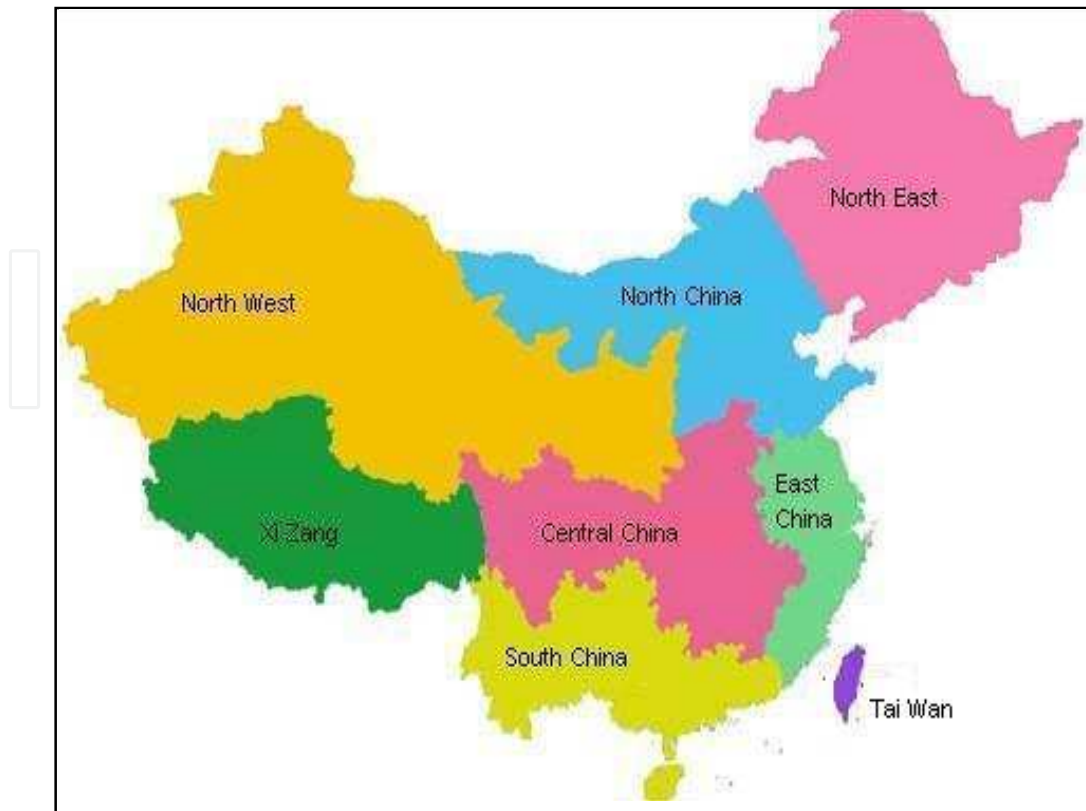 North East
North China
North West
East
China
Xi Zang
Central China
South China
Tai Wan